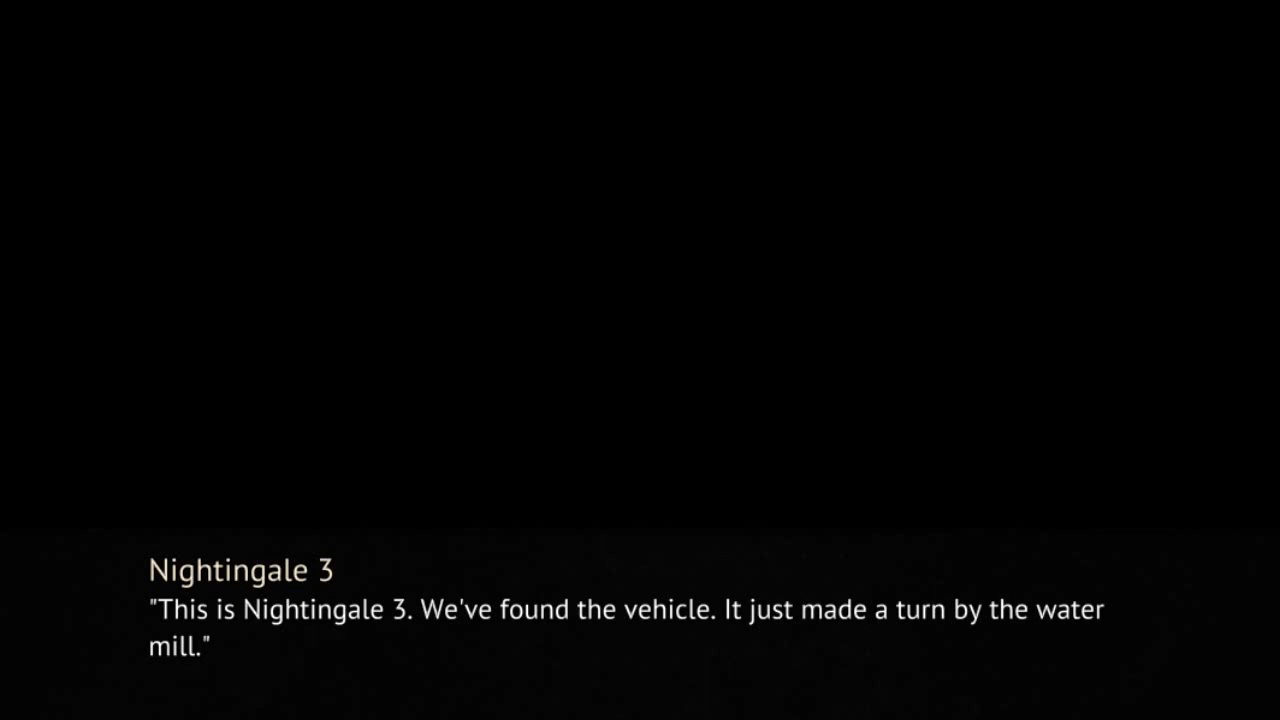 Nightingale 3
"This is Nightingale 3. We've found the vehicle. It just made a turn by the water
mill."